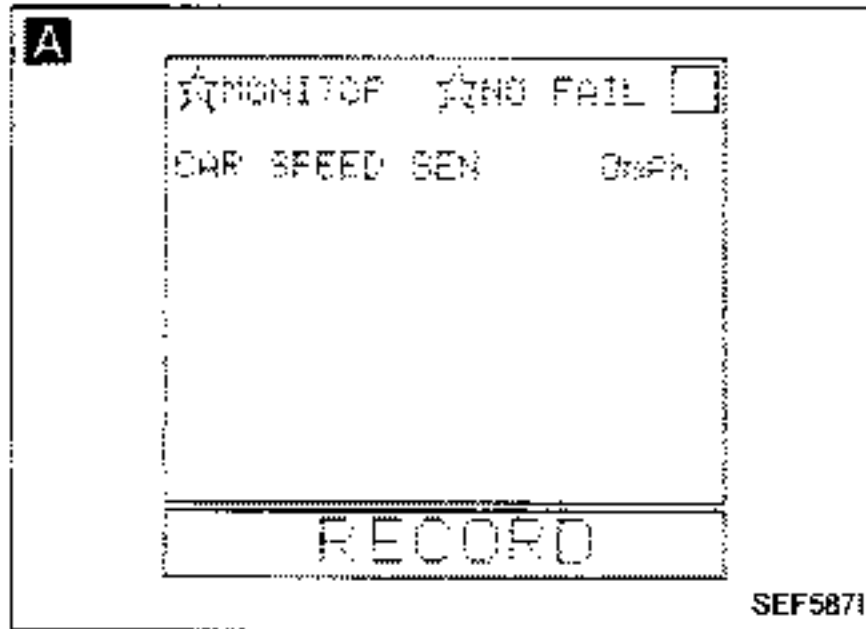 A
☆MONITOR ☆NO FAIL
CAR SPEED SEN 0mph
RECORD
SEF587I